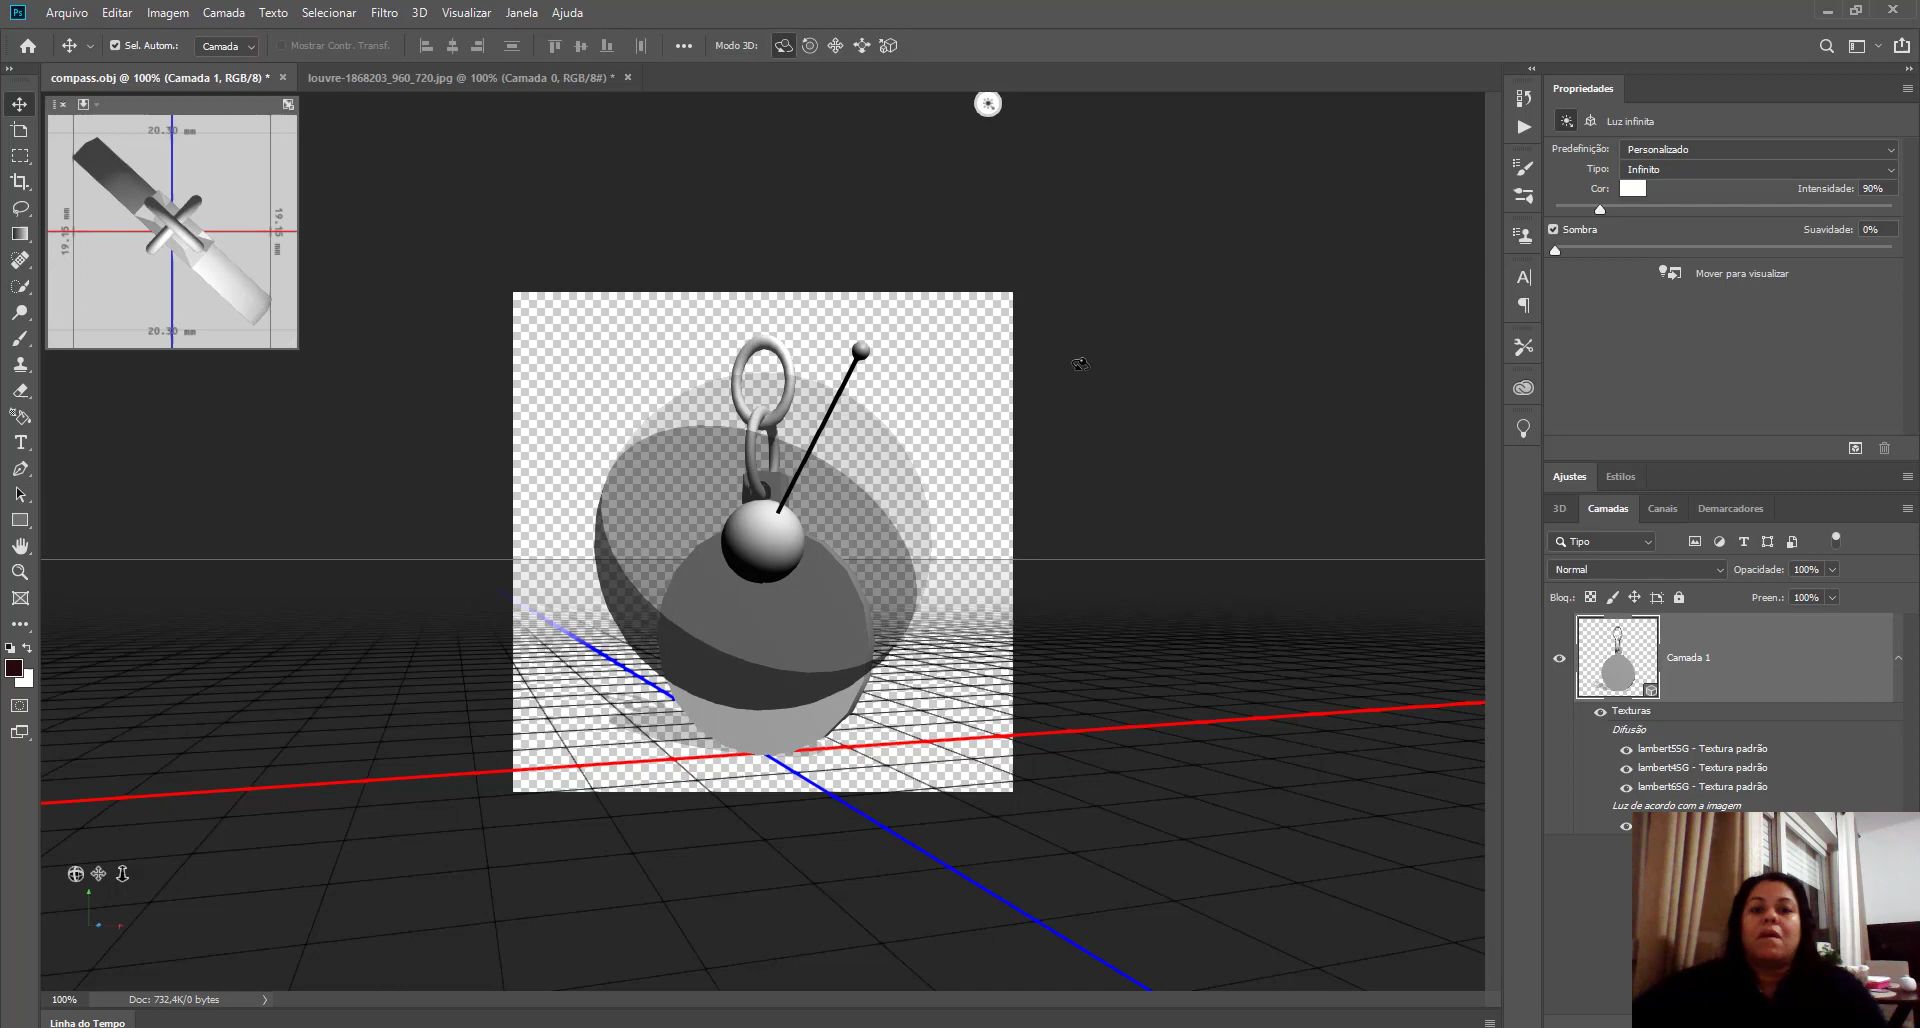 Ps Arquivo Editar Imagem Camada Texto Selecionar Filtro 3D Visualizar Janela Ajuda
Sel. Autom.: Camada Mostrar Contr. Transf. Modo 3D:
compass.obj @ 100% (Camada 1, RGB/8) * louvre-1868203_960_720.jpg @ 100% (Camada 0, RGB/8#) *
20.30 mm
19.15 mm
19.15 mm
20.30 mm
Propriedades
Luz infinita
Predefinição: Personalizado
Tipo: Infinito
Cor: Intensidade: 90%
Sombra Suavidade: 0%
Mover para visualizar
Ajustes Estilos
3D Camadas Canais Demarcadores
Tipo
Normal Opacidade: 100%
Bloq.: Preen.: 100%
Camada 1
Texturas
Difusão
lambert5SG - Textura padrão
lambert4SG - Textura padrão
lambert6SG - Textura padrão
Luz de acordo com a imagem
100% Doc: 732,4K/0 bytes
Linha do Tempo